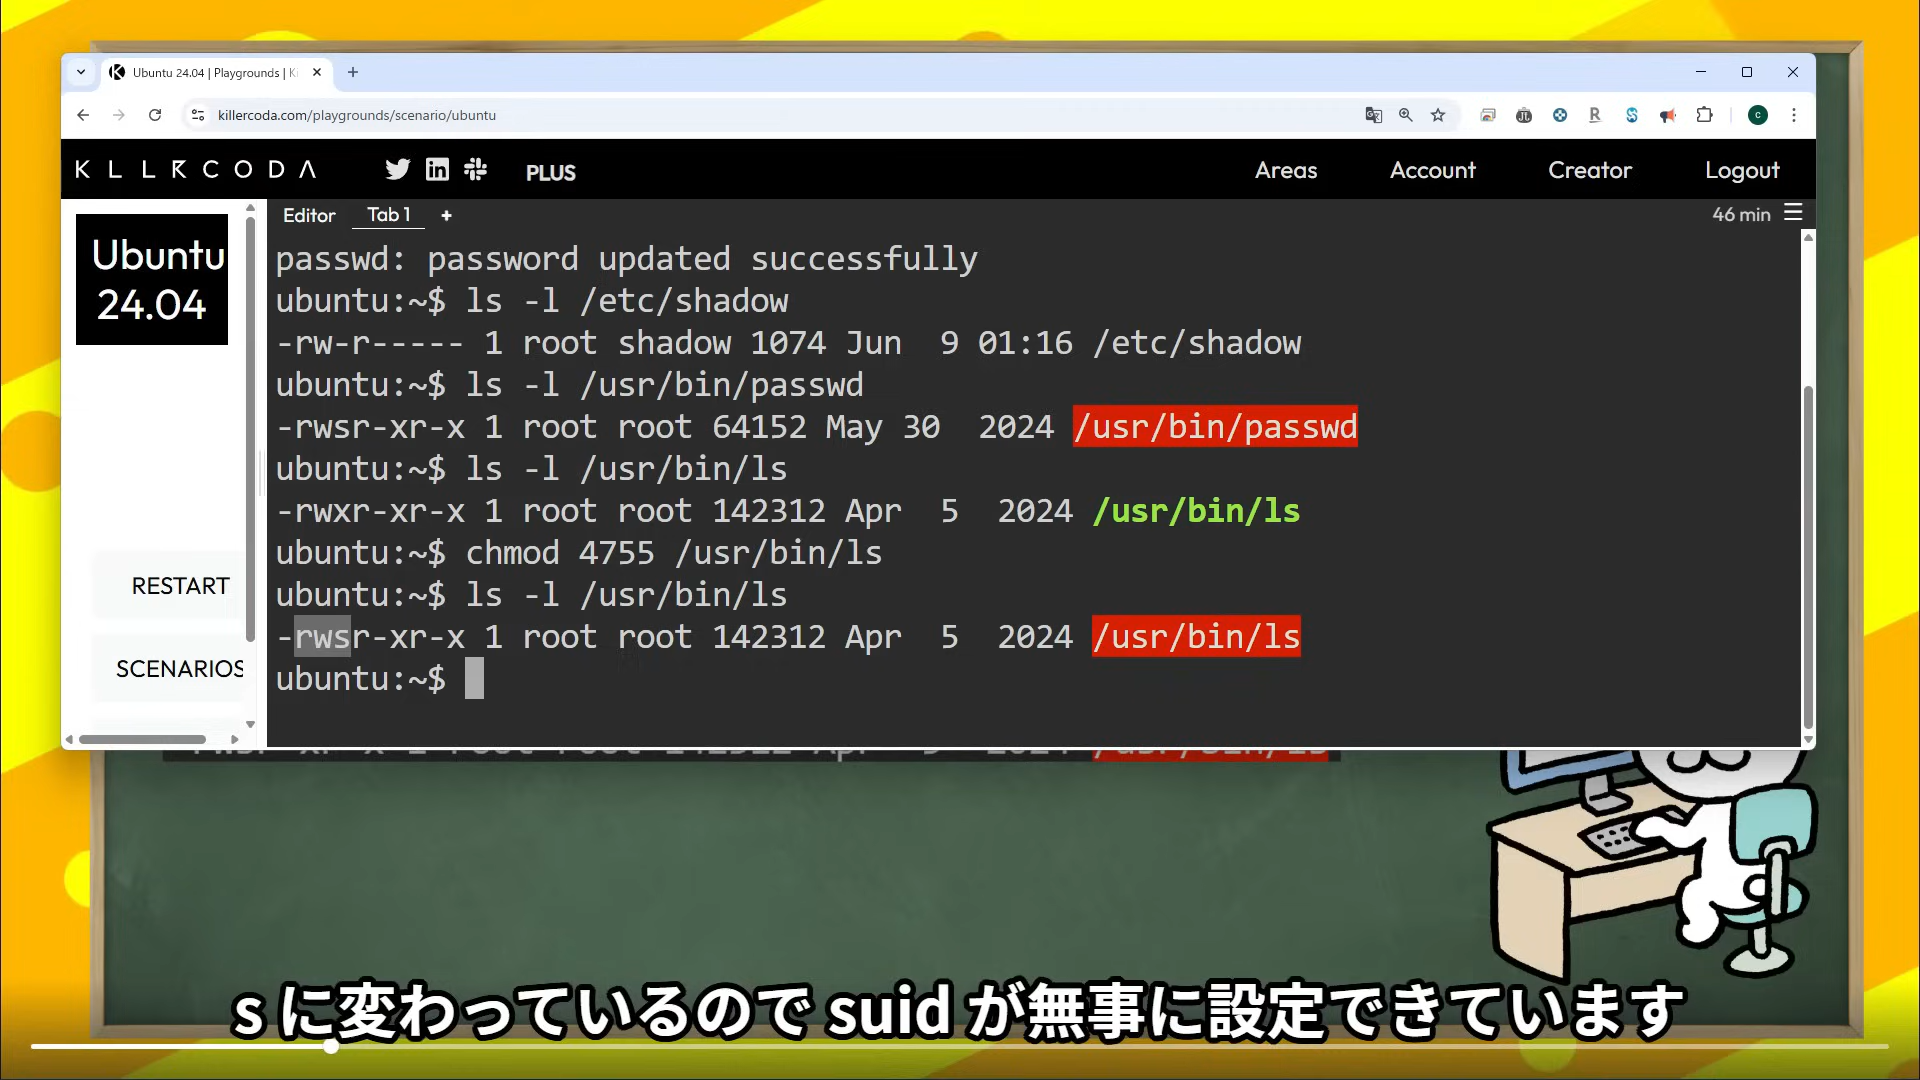 Ubuntu 24.04 | Playgrounds | Ki
killercoda.com/playgrounds/scenario/ubuntu
KLLRCODA
PLUS
Areas
Account
Creator
Logout
Ubuntu
24.04
Editor
Tab 1
+
46 min
passwd: password updated successfully
ubuntu:~$ ls -l /etc/shadow
-rw-r----- 1 root shadow 1074 Jun  9 01:16 /etc/shadow
ubuntu:~$ ls -l /usr/bin/passwd
-rwsr-xr-x 1 root root 64152 May 30  2024 /usr/bin/passwd
ubuntu:~$ ls -l /usr/bin/ls
-rwxr-xr-x 1 root root 142312 Apr  5  2024 /usr/bin/ls
ubuntu:~$ chmod 4755 /usr/bin/ls
ubuntu:~$ ls -l /usr/bin/ls
-rwsr-xr-x 1 root root 142312 Apr  5  2024 /usr/bin/ls
ubuntu:~$
RESTART
SCENARIOS
sに変わっているのでsuidが無事に設定できています